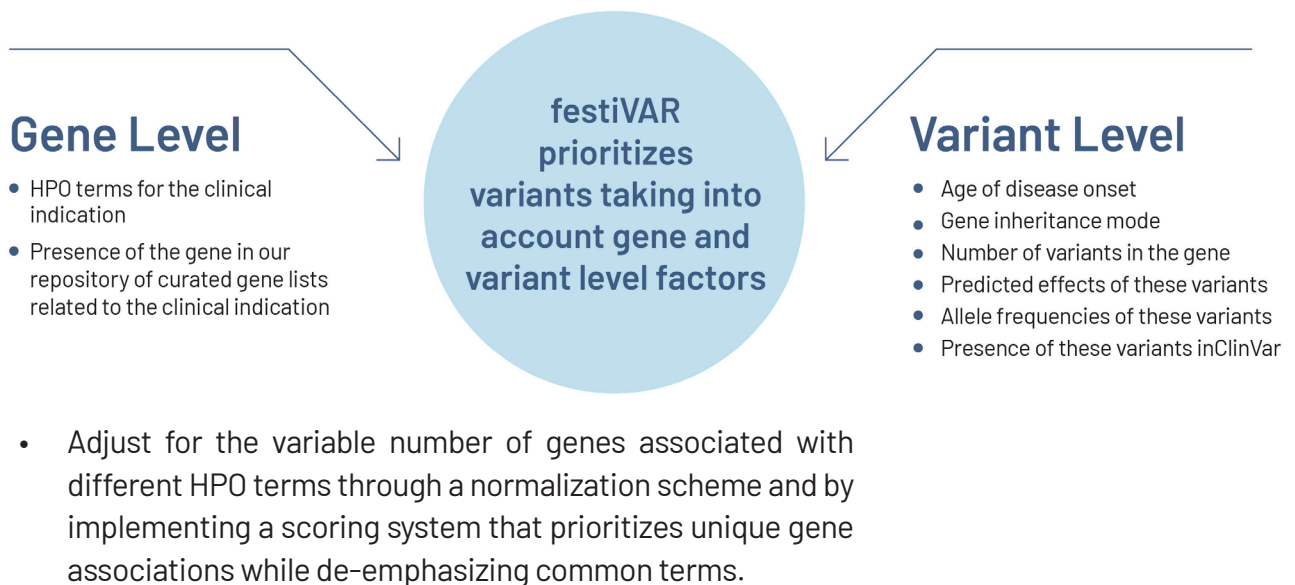 Gene Level
• HPO terms for the clinical
indication
• Presence of the gene in our
repository of curated gene lists
related to the clinical indication
festiVAR
prioritizes
variants taking into
account gene and
variant level factors
Variant Level
• Age of disease onset
• Gene inheritance mode
• Number of variants in the gene
• Predicted effects of these variants
• Allele frequencies of these variants
• Presence of these variants inClinVar
• Adjust for the variable number of genes associated with
different HPO terms through a normalization scheme and by
implementing a scoring system that prioritizes unique gene
associations while de-emphasizing common terms.